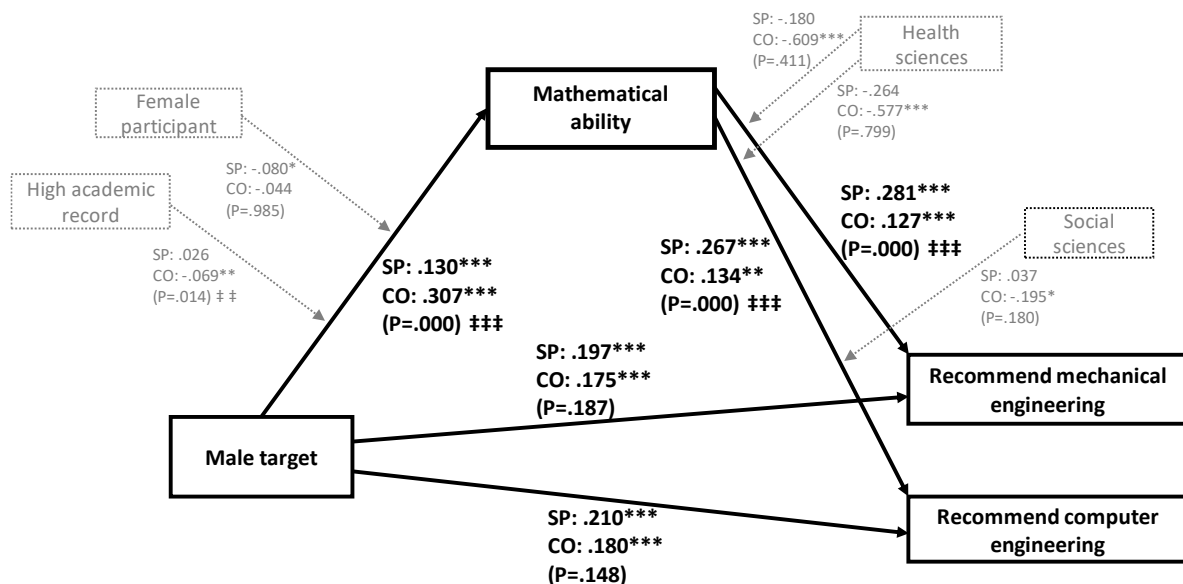 SP: -.180
CO: -.609***
(P=.411)
Health
sciences
Mathematical
ability
SP: -.264
CO: -.577***
(P=.799)
Female
participant
SP: -.080*
CO: -.044
(P=.985)
High academic
record
SP: .026
CO: -.069**
(P=.014) ‡ ‡
SP: .130***
CO: .307***
(P=.000) ‡‡‡
SP: .267***
CO: .134**
(P=.000) ‡‡‡
SP: .281***
CO: .127***
(P=.000) ‡‡‡
Social
sciences
SP: .037
CO: -.195*
(P=.180)
SP: .197***
CO: .175***
(P=.187)
Recommend mechanical
engineering
Male target
SP: .210***
CO: .180***
(P=.148)
Recommend computer
engineering